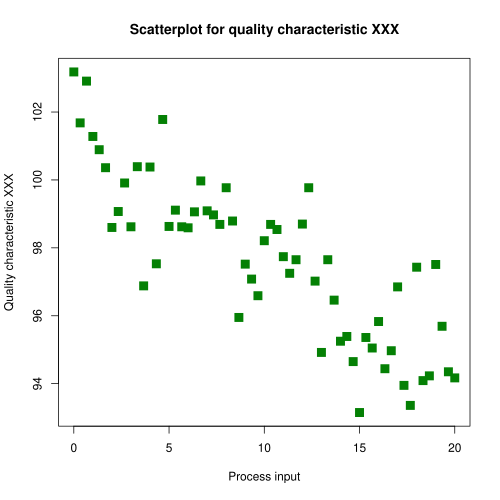 Scatterplot for quality characteristic XXX
Quality characteristic XXX
102
100
98
96
94
0 5 10 15 20
Process input